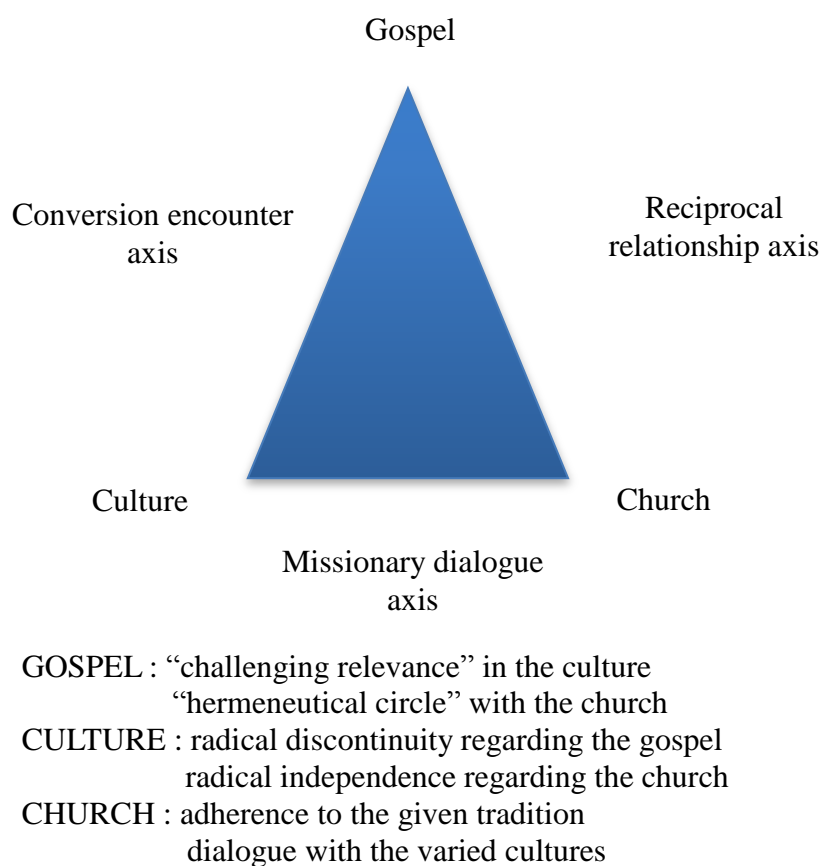 Gospel
Conversion encounter
axis
Reciprocal
relationship axis
Culture
Church
Missionary dialogue
axis
GOSPEL : “challenging relevance” in the culture
“hermeneutical circle” with the church
CULTURE : radical discontinuity regarding the gospel
radical independence regarding the church
CHURCH : adherence to the given tradition
dialogue with the varied cultures